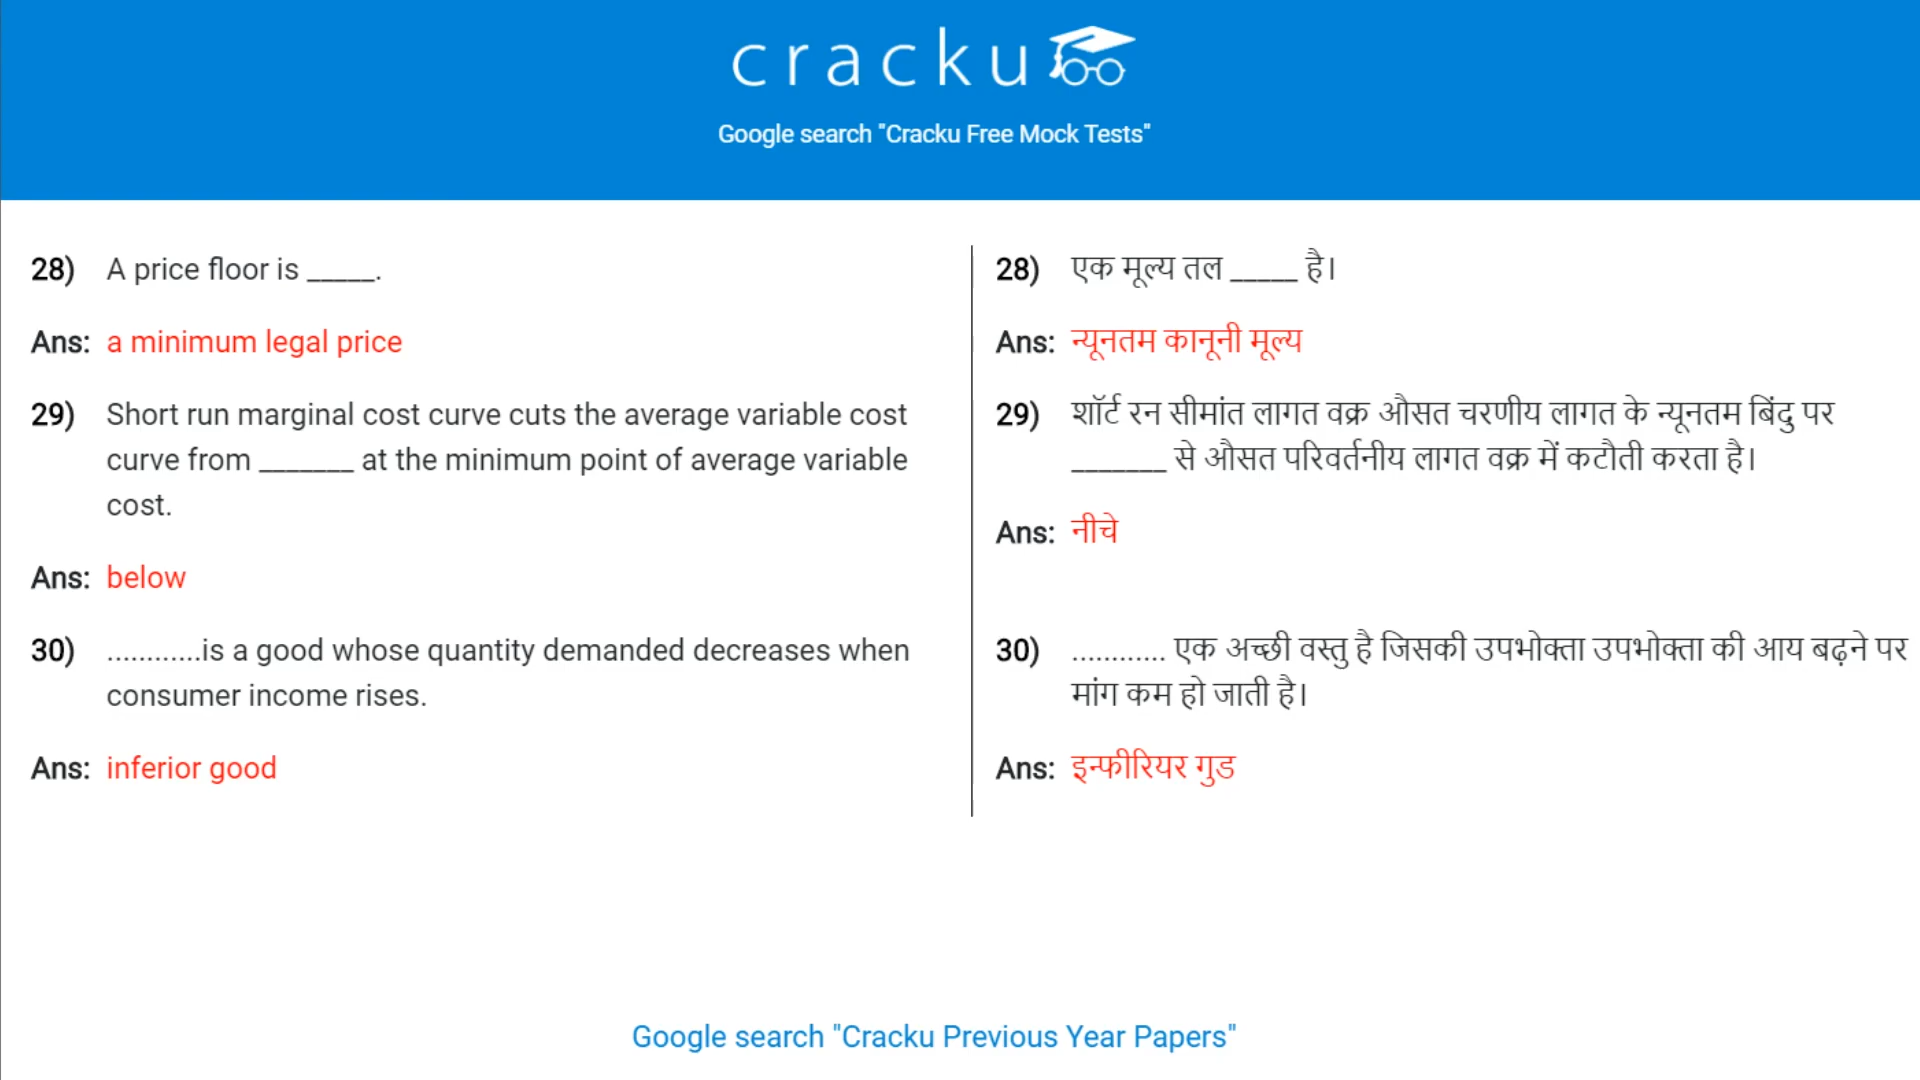 cracku
Google search "Cracku Free Mock Tests"
28) A price floor is _____.
Ans: a minimum legal price
29) Short run marginal cost curve cuts the average variable cost
curve from _______ at the minimum point of average variable
cost.
Ans: below
30) ............is a good whose quantity demanded decreases when
consumer income rises.
Ans: inferior good
28) एक मूल्य तल _____ है।
Ans: न्यूनतम कानूनी मूल्य
29) शॉर्ट रन सीमांत लागत वक्र औसत चरणीय लागत के न्यूनतम बिंदु पर
_______ से औसत परिवर्तनीय लागत वक्र में कटौती करता है।
Ans: नीचे
30) ............ एक अच्छी वस्तु है जिसकी उपभोक्ता उपभोक्ता की आय बढ़ने पर
मांग कम हो जाती है।
Ans: इन्फीरियर गुड
Google search "Cracku Previous Year Papers"